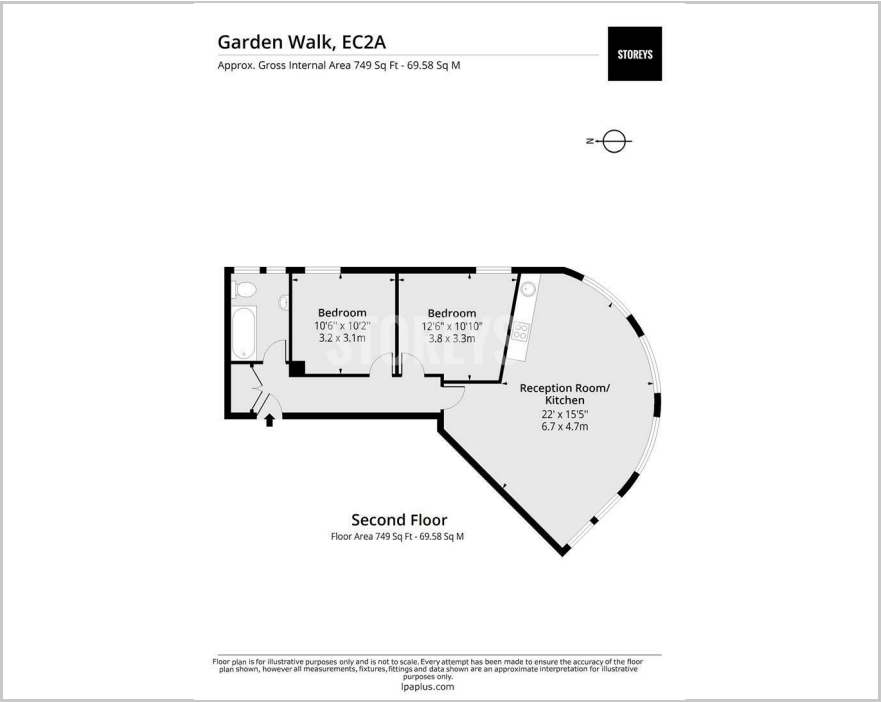 Garden Walk, EC2A
Approx. Gross Internal Area 749 Sq Ft - 69.58 Sq M
STOREYS
N
Bedroom
10'6" x 10'2"
3.2 x 3.1m
Bedroom
12'6" x 10'10"
3.8 x 3.3m
STOREYS
Reception Room/
Kitchen
22' x 15'5"
6.7 x 4.7m
Second Floor
Floor Area 749 Sq Ft - 69.58 Sq M
Floor plan is for illustrative purposes only and is not to scale. Every attempt has been made to ensure the accuracy of the floor
plan shown, however all measurements, fixtures, fittings and data shown are an approximate interpretation for illustrative
purposes only.
lpaplus.com